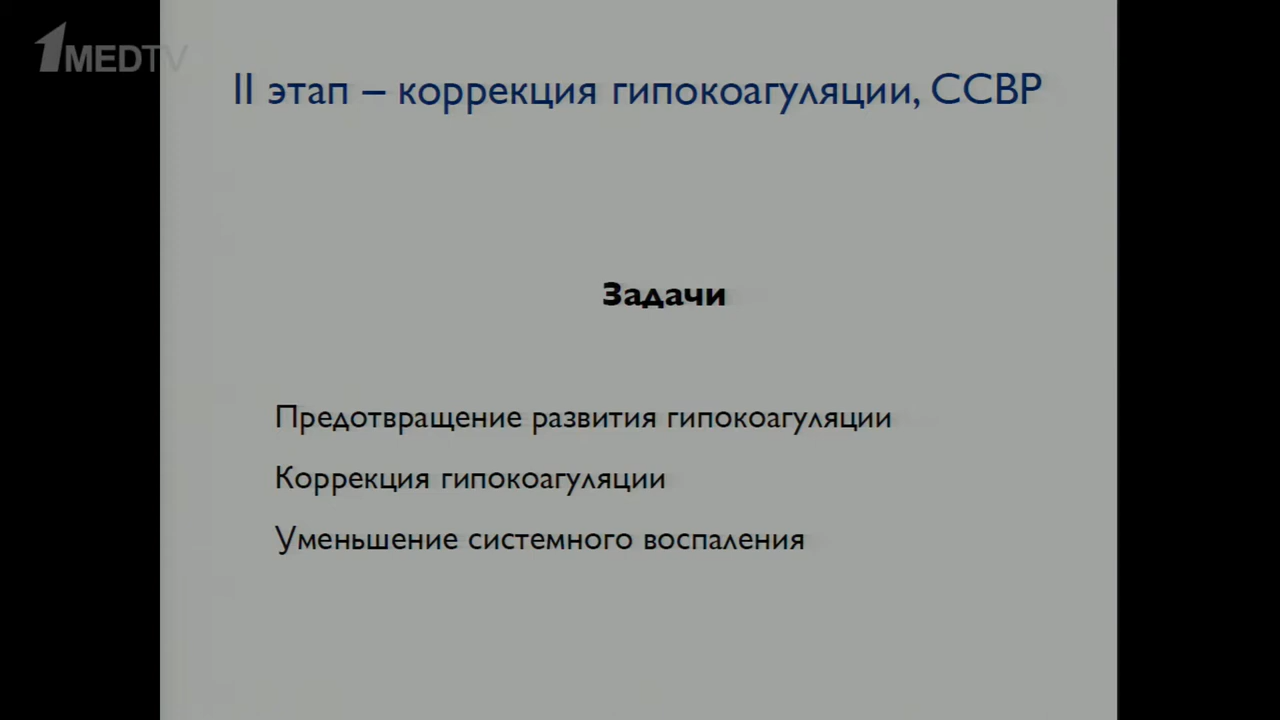 1MEDTV
II этап – коррекция гипокоагуляции, ССВР
Задачи
Предотвращение развития гипокоагуляции
Коррекция гипокоагуляции
Уменьшение системного воспаления